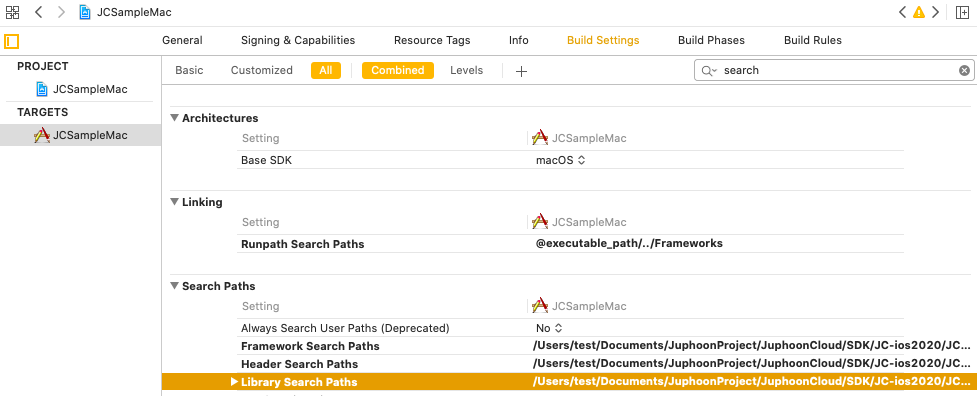 JCSampleMac
General Signing & Capabilities Resource Tags Info Build Settings Build Phases Build Rules
PROJECT
JCSampleMac
TARGETS
JCSampleMac
Basic Customized All Combined Levels + search
Architectures
Setting JCSampleMac
Base SDK macOS
Linking
Setting JCSampleMac
Runpath Search Paths @executable_path/../Frameworks
Search Paths
Setting JCSampleMac
Always Search User Paths (Deprecated) No
Framework Search Paths /Users/test/Documents/JuphoonProject/JuphoonCloud/SDK/JC-ios2020/JC...
Header Search Paths /Users/test/Documents/JuphoonProject/JuphoonCloud/SDK/JC-ios2020/JC...
Library Search Paths /Users/test/Documents/JuphoonProject/JuphoonCloud/SDK/JC-ios2020/JC...